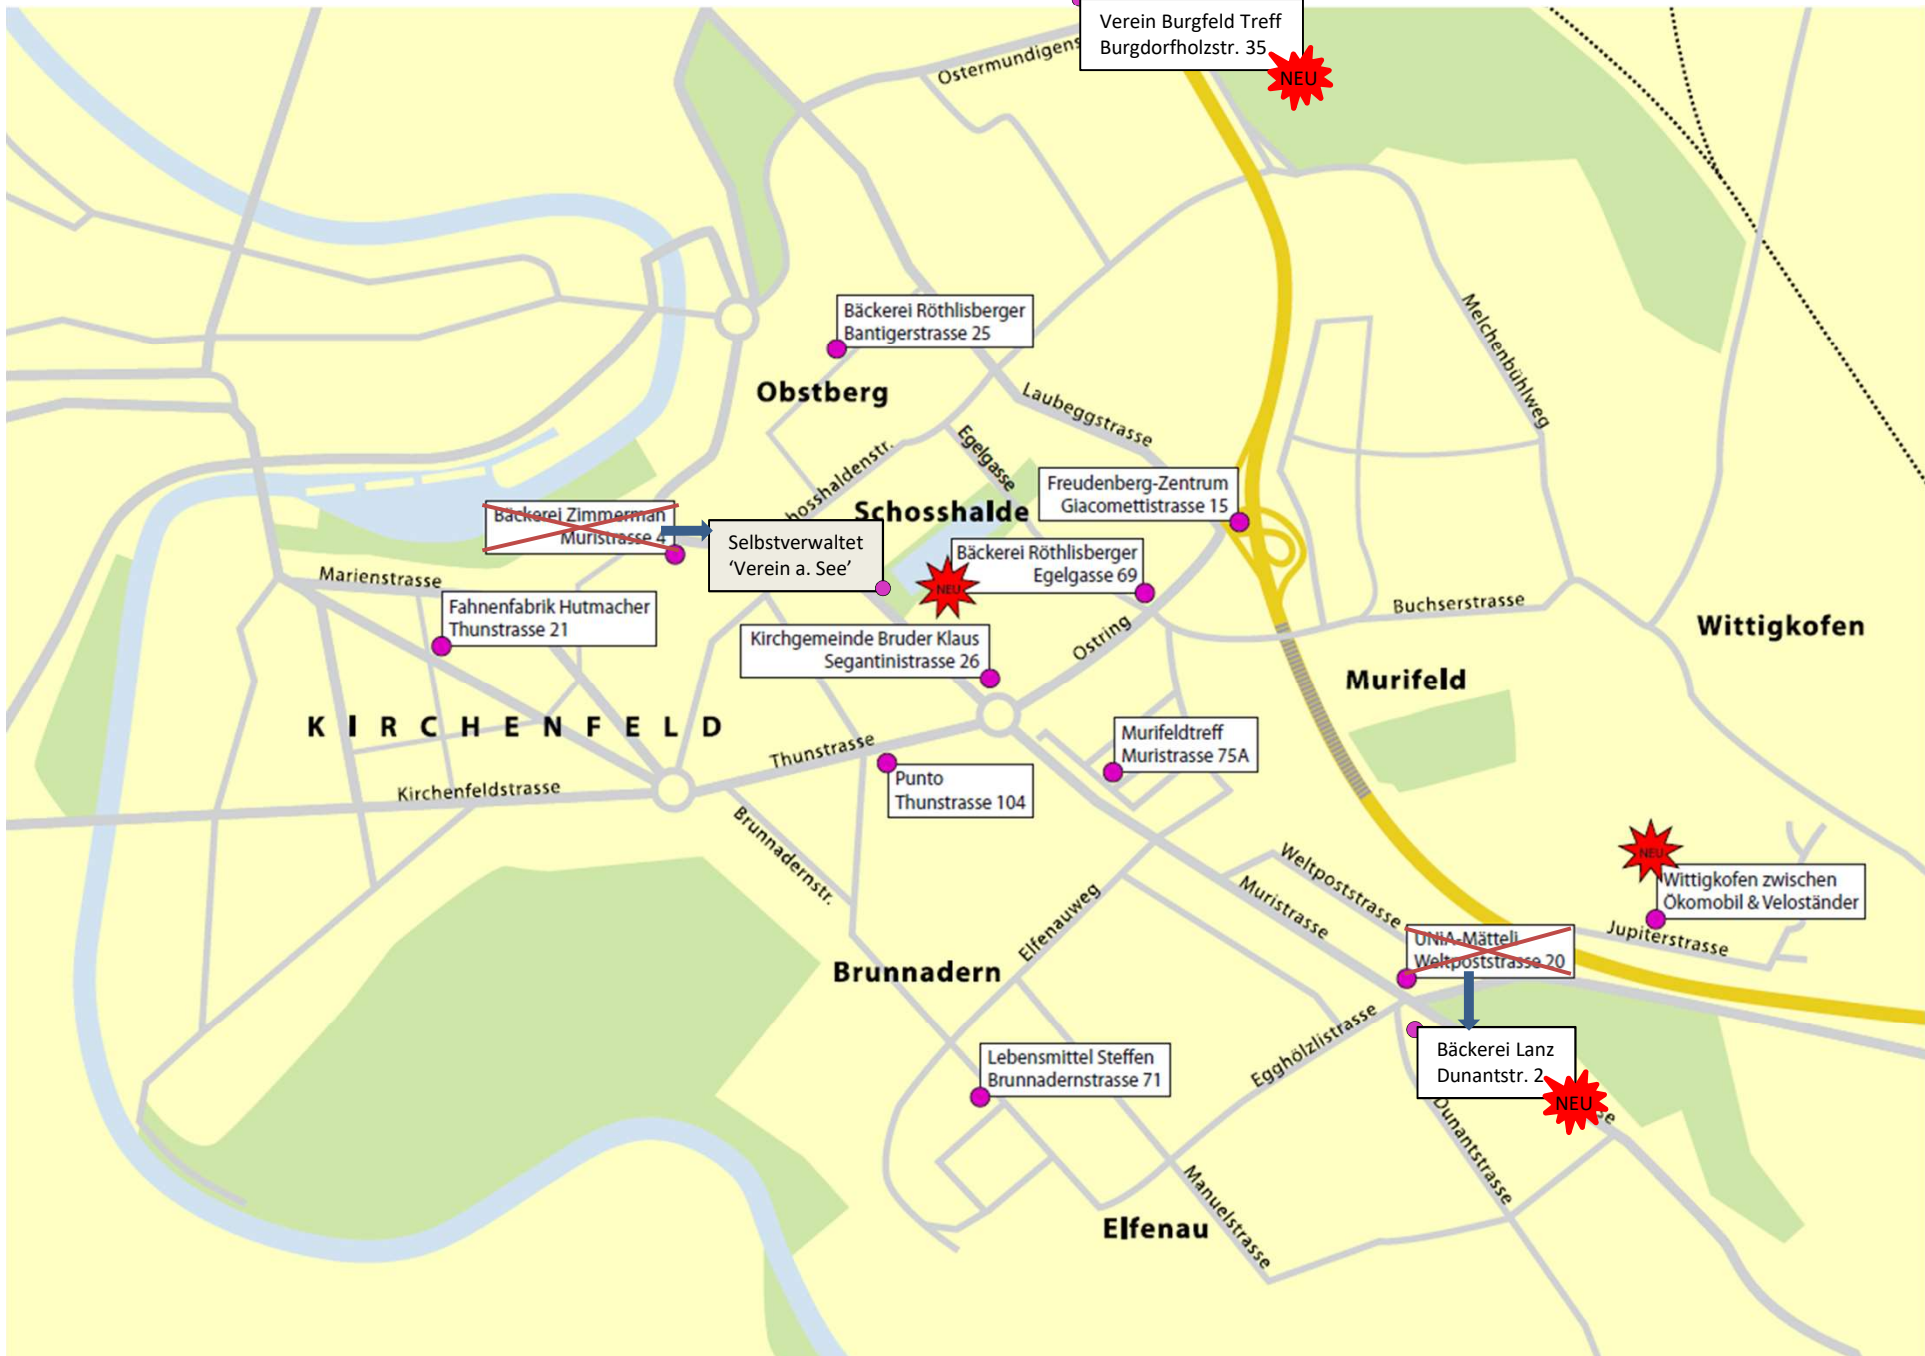 Verein Burgfeld Treff
Burgdorfholzstr. 35
NEU
Ostermundigens
Bäckerei Röthlisberger
Bantigerstrasse 25
Melchenbühlweg
Obstberg
Laubeggstrasse
Egelgasse
hosshaldenstr.
Freudenberg-Zentrum
Giacomettistrasse 15
Schosshalde
Bäckerei Zimmerman
Muristrasse 4
Selbstverwaltet
‘Verein a. See’
Bäckerei Röthlisberger
Egelgasse 69
NEU
Marienstrasse
Fahnenfabrik Hutmacher
Thunstrasse 21
Buchserstrasse
Wittigkofen
Kirchgemeinde Bruder Klaus
Segantinistrasse 26
Ostring
Murifeld
KIRCHENFELD
Murifeldtreff
Muristrasse 75A
Thunstrasse
Punto
Thunstrasse 104
Kirchenfeldstrasse
Brunnadernstr.
Weltpoststrasse
NEU
Wittigkofen zwischen
Ökomobil & Veloständer
Muristrasse
Elfenauweg
Jupiterstrasse
UNiA-Mätteli
Weltpoststrasse 20
Brunnadern
Egghölzlistrasse
Bäckerei Lanz
Dunantstr. 2
NEU
se
Lebensmittel Steffen
Brunnadernstrasse 71
Dunantstrasse
Manuelstrasse
Elfenau